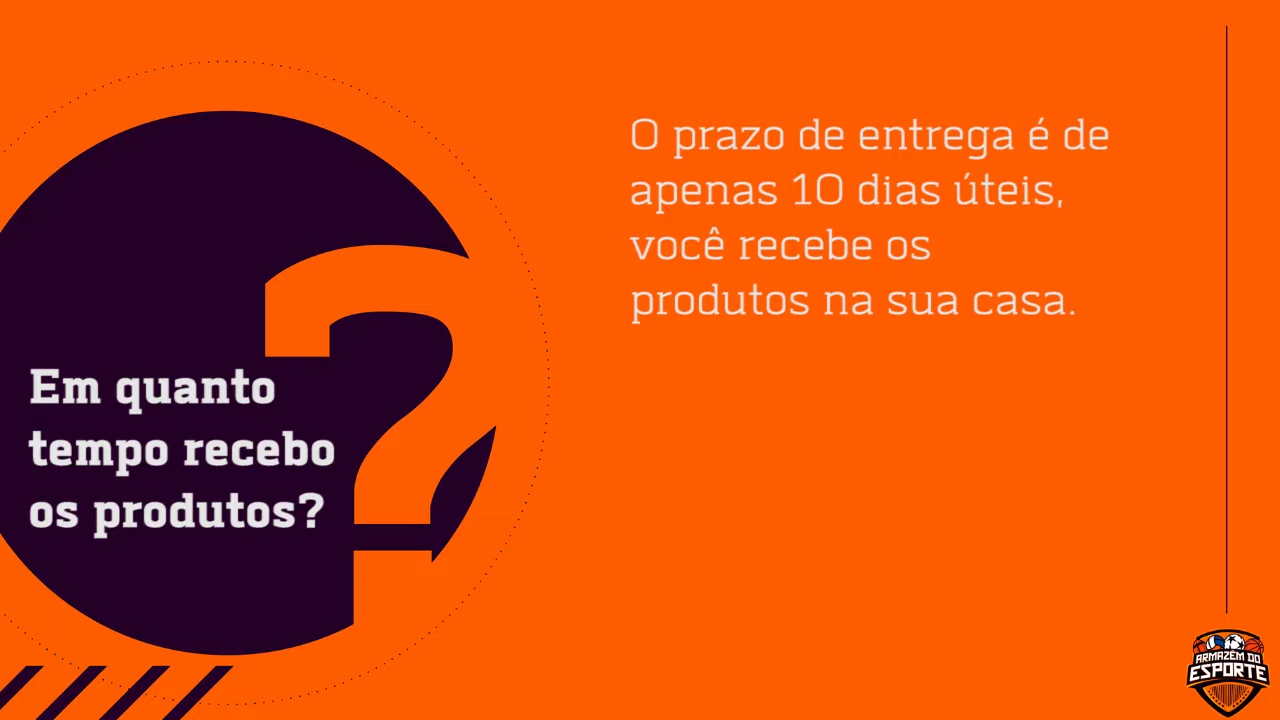 Em quanto
tempo recebo
os produtos?
O prazo de entrega é de
apenas 10 dias úteis,
você recebe os
produtos na sua casa.
ARMAZÉM DO
ESPORTE